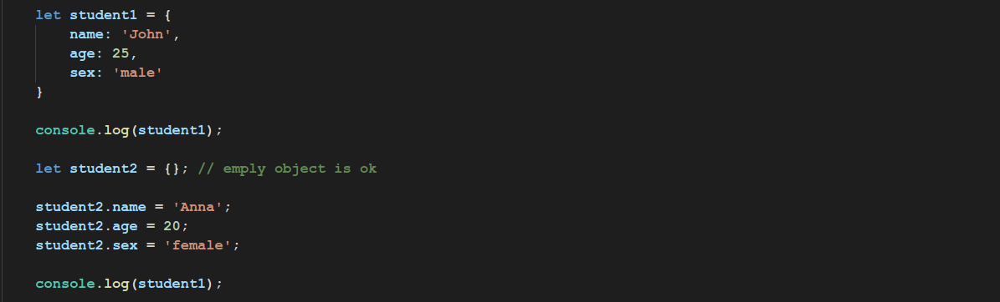 let student1 = {
name: 'John',
age: 25,
sex: 'male'
}
console.log(student1);
let student2 = {}; // emply object is ok
student2.name = 'Anna';
student2.age = 20;
student2.sex = 'female';
console.log(student1);